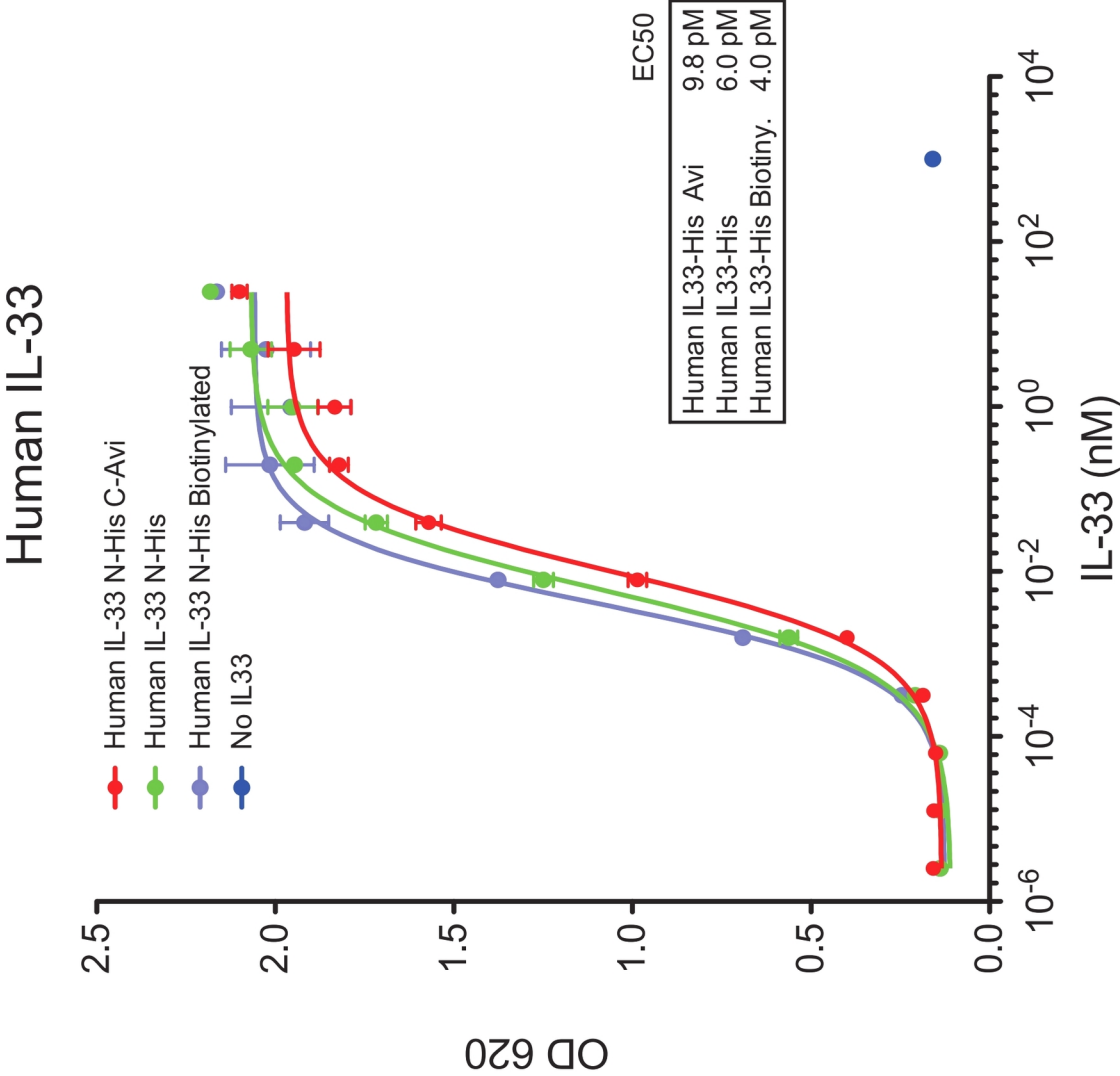 Human IL-33
Human IL-33 N-His C-Avi
Human IL-33 N-His
Human IL-33 N-His Biotinylated
No IL33
EC50
Human IL33-His Avi 9.8 pM
Human IL33-His 6.0 pM
Human IL33-His Biotiny. 4.0 pM
OD 620
2.5
2.0
1.5
1.0
0.5
0.0
10-6 10-4 10-2 100 102 104
IL-33 (nM)